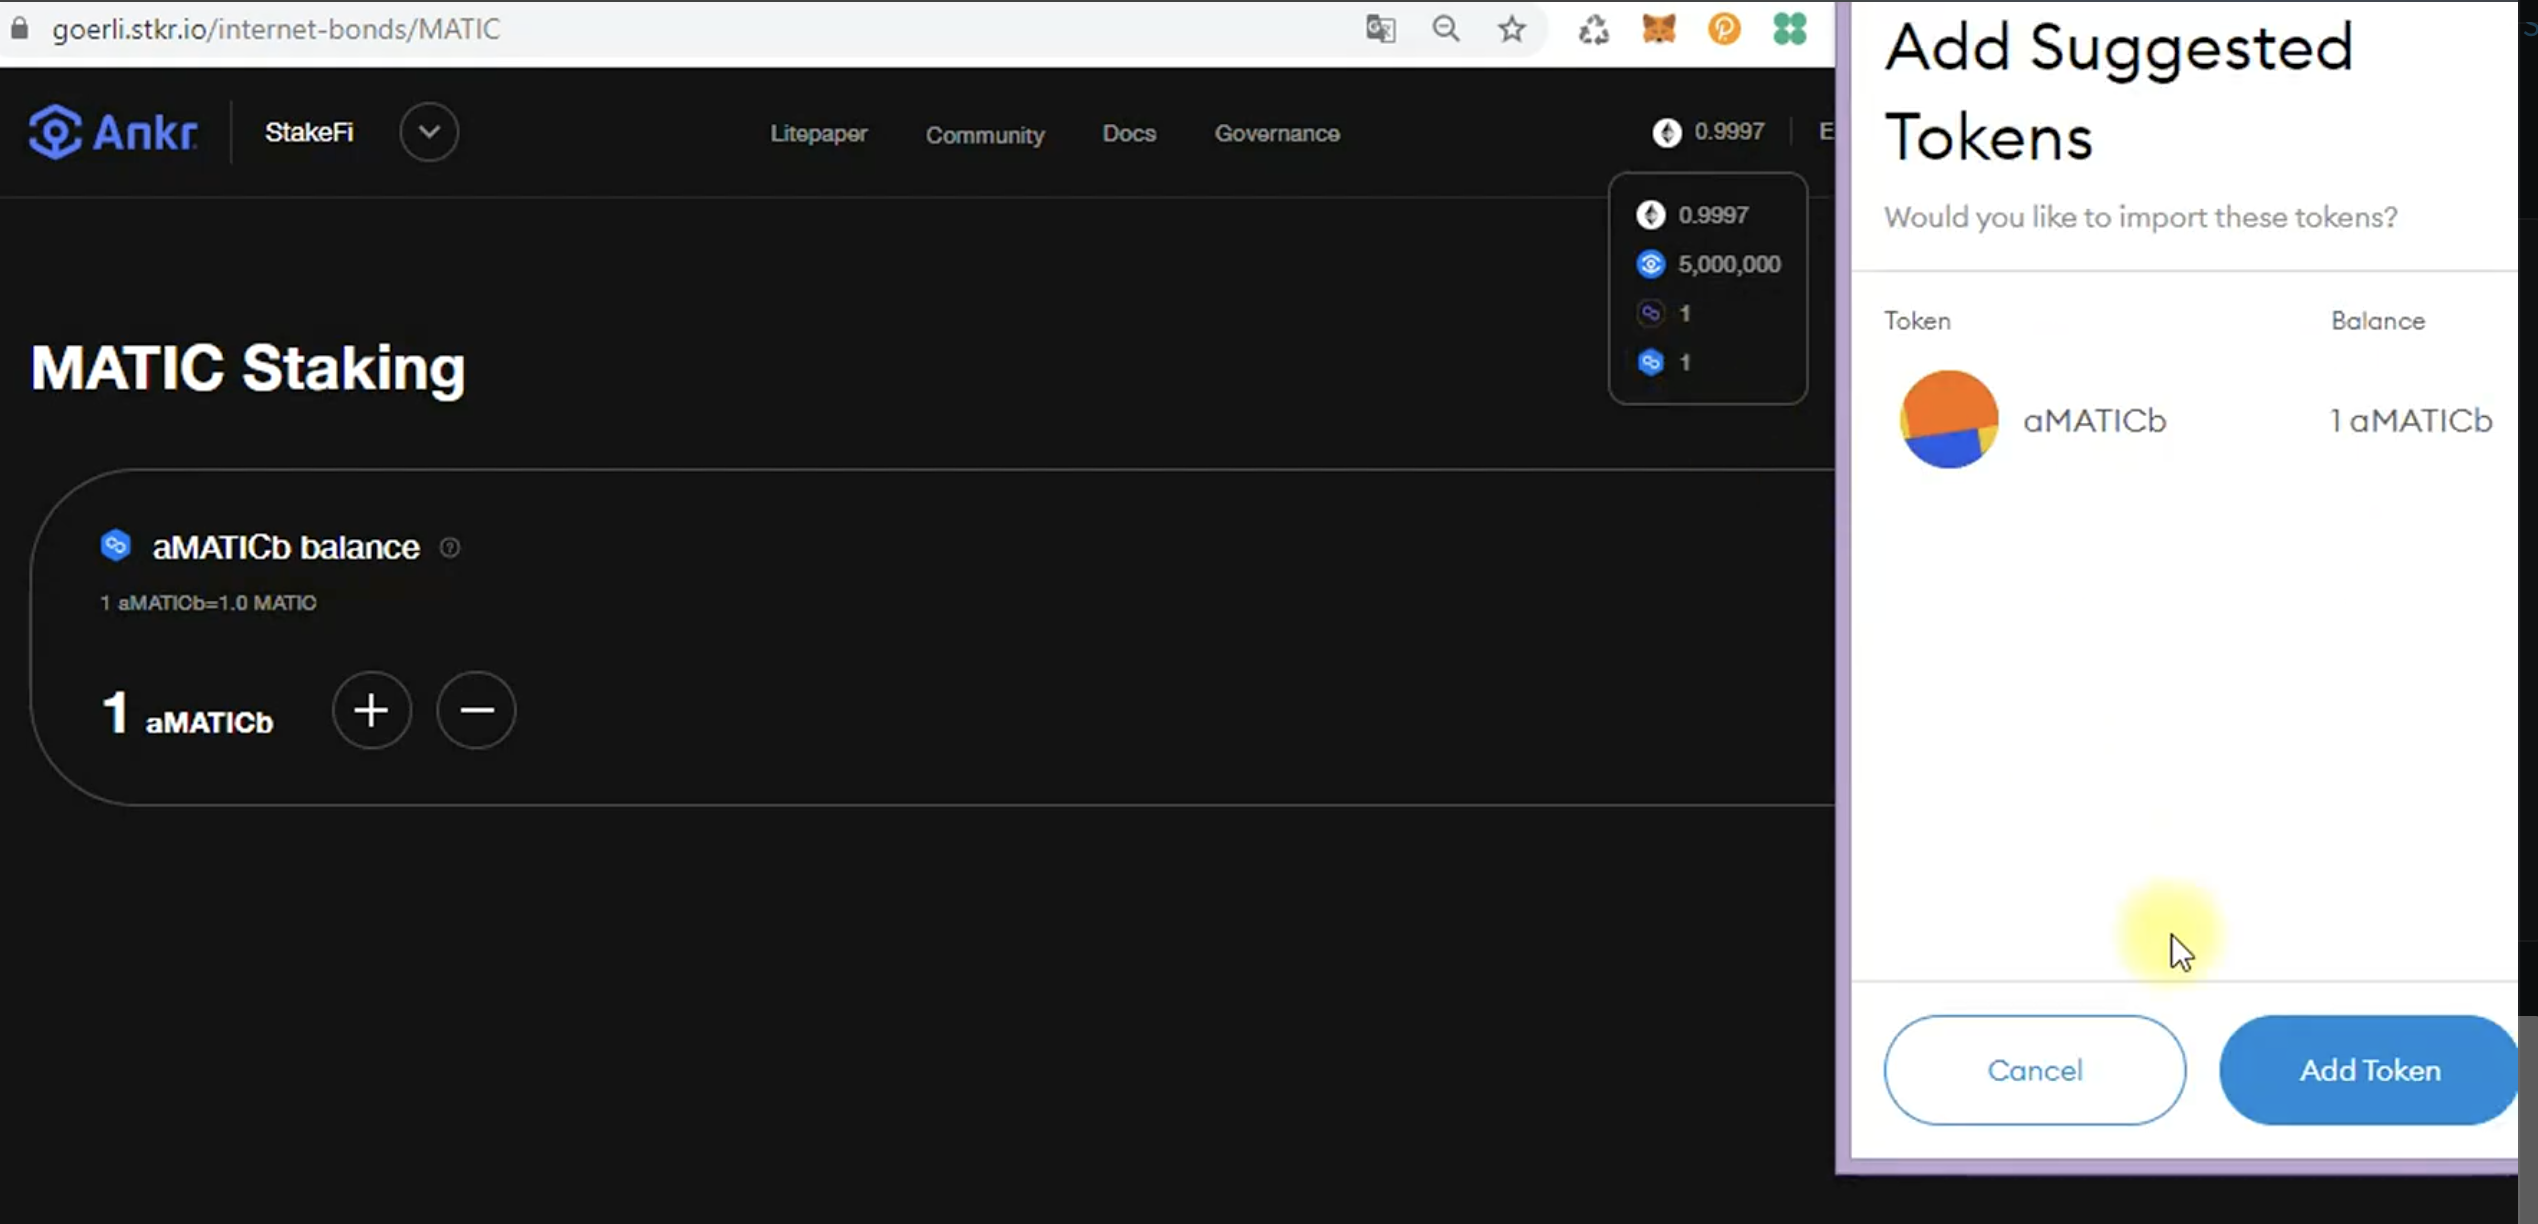 goerli.stkr.io/internet-bonds/MATIC
Ankr
StakeFi
Litepaper
Community
Docs
Governance
0.9997
E
0.9997
5,000,000
1
1
MATIC Staking
aMATICb balance
1 aMATICb=1.0 MATIC
1 aMATICb
Add Suggested
Tokens
Would you like to import these tokens?
Token
Balance
aMATICb
1 aMATICb
Cancel
Add Token